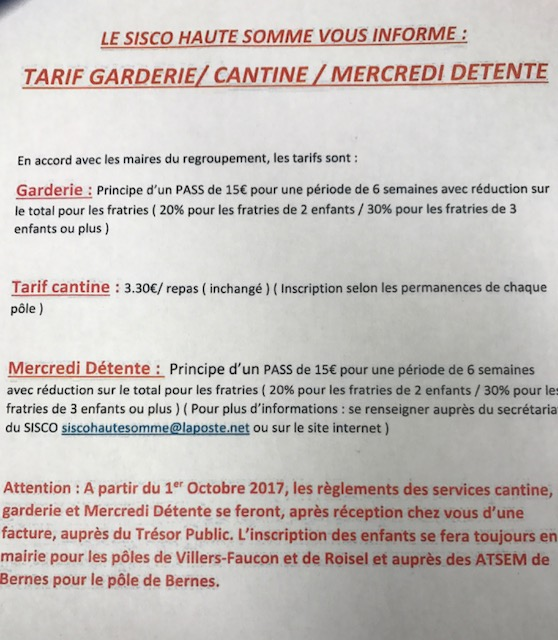 LE SISCO HAUTE SOMME VOUS INFORME :
TARIF GARDERIE/ CANTINE / MERCREDI DETENTE
En accord avec les maires du regroupement, les tarifs sont :
Garderie : Principe d'un PASS de 15€ pour une période de 6 semaines avec réduction sur
le total pour les fratries ( 20% pour les fratries de 2 enfants / 30% pour les fratries de 3
enfants ou plus )
Tarif cantine : 3.30€/ repas ( inchangé ) ( Inscription selon les permanences de chaque
pôle )
Mercredi Détente : Principe d'un PASS de 15€ pour une période de 6 semaines
avec réduction sur le total pour les fratries ( 20% pour les fratries de 2 enfants / 30% pour les
fratries de 3 enfants ou plus ) ( Pour plus d'informations : se renseigner auprès du secrétaria
du SISCO siscohautesomme@laposte.net ou sur le site internet )
Attention : A partir du 1er Octobre 2017, les règlements des services cantine,
garderie et Mercredi Détente se feront, après réception chez vous d'une
facture, auprès du Trésor Public. L'inscription des enfants se fera toujours en
mairie pour les pôles de Villers-Faucon et de Roisel et auprès des ATSEM de
Bernes pour le pôle de Bernes.